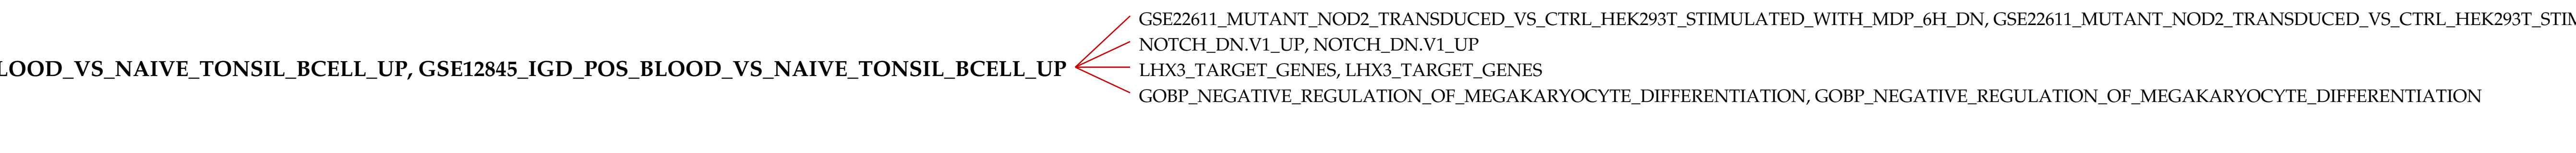 GSE22611_MUTANT_NOD2_TRANSDUCED_VS_CTRL_HEK293T_STIMULATED_WITH_MDP_6H_DN, GSE22611_MUTANT_NOD2_TRANSDUCED_VS_CTRL_HEK293T_STIM
NOTCH_DN.V1_UP, NOTCH_DN.V1_UP
LOOD_VS_NAIVE_TONSIL_BCELL_UP, GSE12845_IGD_POS_BLOOD_VS_NAIVE_TONSIL_BCELL_UP
LHX3_TARGET_GENES, LHX3_TARGET_GENES
GOBP_NEGATIVE_REGULATION_OF_MEGAKARYOCYTE_DIFFERENTIATION, GOBP_NEGATIVE_REGULATION_OF_MEGAKARYOCYTE_DIFFERENTIATION